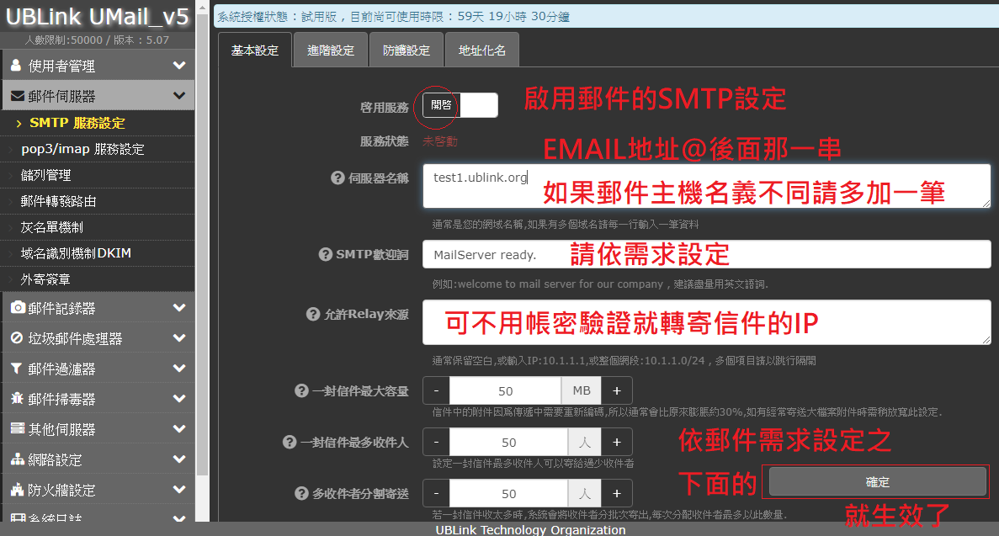 UBLink UMail_v5
人數限制:50000 / 版本：5.07
使用者管理
郵件伺服器
SMTP 服務設定
pop3/imap 服務設定
儲列管理
郵件轉發路由
灰名單機制
域名識別機制DKIM
外寄簽章
郵件記錄器
垃圾郵件處理器
郵件過濾器
郵件掃毒器
其他伺服器
網路設定
防火牆設定
系統日誌
系統授權狀態：試用版，目前尚可使用時限：59天 19小時 30分鐘
基本設定 進階設定 防護設定 地址化名
啓用服務 開啓 啟用郵件的SMTP設定
服務狀態 未啓動
EMAIL地址@後面那一串
伺服器名稱 test1.ublink.org
如果郵件主機名義不同請多加一筆
通常是您的網域名稱,如果有多個域名請每一行輸入一筆資料
SMTP歡迎詞 MailServer ready. 請依需求設定
例如:welcome to mail server for our company，建議盡量用英文語詞.
允許Relay來源 可不用帳密驗證就轉寄信件的IP
通常保留空白,或輸入IP:10.1.1.1,或整個網段:10.1.1.0/24，多個項目請以跳行隔開
一封信件最大容量 - 50 MB +
信件中的附件因爲傳遞中需要重新編碼,所以通常會比原來膨脹約30%,如有經常寄送大檔案附件時需稍放寬此設定.
一封信件最多收件人 - 50 人 +
設定一封信件最多收件人可以寄給過少收件者
依郵件需求設定之
多收件者分割寄送 - 50 人 +
下面的 確定
若一封信件收太多時,系統會將收件者分批次寄出,每次分配收件者最多以此數量.
就生效了
UBLink Technology Organization